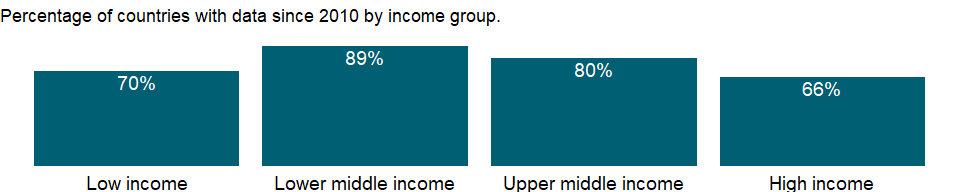 Percentage of countries with data since 2010 by income group.
70%
89%
80%
66%
Low income
Lower middle income
Upper middle income
High income